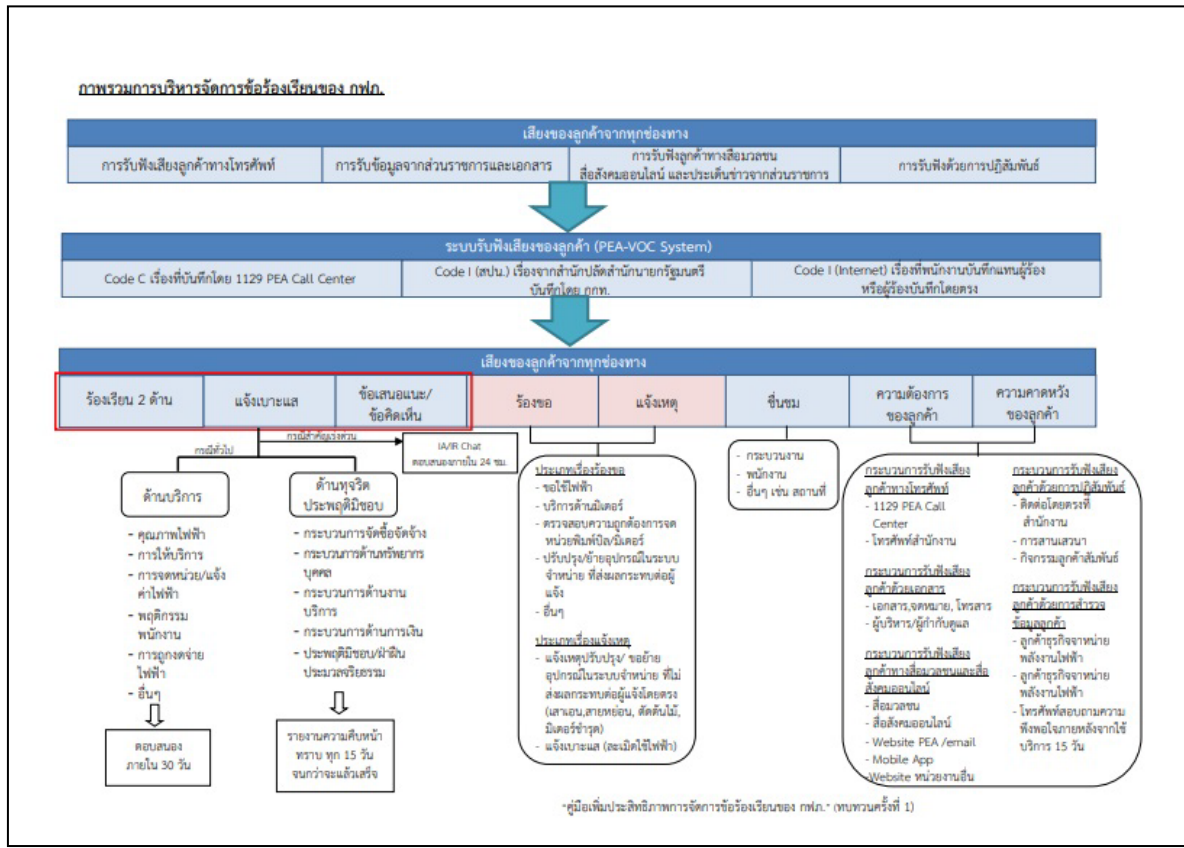 ภาพรวมการบริหารจัดการข้อร้องเรียนของ กฟภ.
เสียงของลูกค้าจากทุกช่องทาง
การรับฟังเสียงลูกค้าทางโทรศัพท์
การรับข้อมูลจากส่วนราชการและเอกสาร
การรับฟังลูกค้าทางสื่อมวลชน
สื่อสังคมออนไลน์ และประเด็นข่าวจากส่วนราชการ
การรับฟังด้วยการปฏิสัมพันธ์
ระบบรับฟังเสียงของลูกค้า (PEA-VOC System)
Code C เรื่องที่บันทึกโดย 1129 PEA Call Center
Code I (สปน.) เรื่องจากสำนักปลัดสำนักนายกรัฐมนตรี
บันทึกโดย กกท.
Code I (Internet) เรื่องที่พนักงานบันทึกแทนผู้ร้อง
หรือผู้ร้องบันทึกโดยตรง
เสียงของลูกค้าจากทุกช่องทาง
ร้องเรียน 2 ด้าน
แจ้งเบาะแส
ข้อเสนอแนะ/
ข้อคิดเห็น
ร้องขอ
แจ้งเหตุ
ชื่นชม
ความต้องการ
ของลูกค้า
ความคาดหวัง
ของลูกค้า
กรณีทั่วไป
กรณีสำคัญเร่งด่วน
IA/IR Chat
ตอบสนองภายใน 24 ชม.
ด้านบริการ
- คุณภาพไฟฟ้า
- การให้บริการ
- การจดหน่วย/แจ้ง
ค่าไฟฟ้า
- พฤติกรรม
พนักงาน
- การถูกงดจ่าย
ไฟฟ้า
- อื่นๆ
ตอบสนอง
ภายใน 30 วัน
ด้านทุจริต
ประพฤติมิชอบ
- กระบวนการจัดซื้อจัดจ้าง
- กระบวนการด้านทรัพยากร
บุคคล
- กระบวนการด้านงาน
บริการ
- กระบวนการด้านการเงิน
- ประพฤติมิชอบ/ฝ่าฝืน
ประมวลจริยธรรม
รายงานความคืบหน้า
ทราบ ทุก 15 วัน
จนกว่าจะแล้วเสร็จ
ประเภทเรื่องร้องขอ
- ขอใช้ไฟฟ้า
- บริการด้านมิเตอร์
- ตรวจสอบความถูกต้องการจด
หน่วยพิมพ์บิล/มิเตอร์
- ปรับปรุง/ย้ายอุปกรณ์ในระบบ
จำหน่าย ที่ส่งผลกระทบต่อผู้
แจ้ง
- อื่นๆ
ประเภทเรื่องแจ้งเหตุ
- แจ้งเหตุปรับปรุง/ ขอย้าย
อุปกรณ์ในระบบจำหน่าย ที่ไม่
ส่งผลกระทบต่อผู้แจ้งโดยตรง
(เสาเอน,สายหย่อน, ตัดต้นไม้,
มิเตอร์ชำรุด)
- แจ้งเบาะแส (ละเมิดใช้ไฟฟ้า)
- กระบวนงาน
- พนักงาน
- อื่นๆ เช่น สถานที่
กระบวนการรับฟังเสียง
ลูกค้าทางโทรศัพท์
- 1129 PEA Call
Center
- โทรศัพท์สำนักงาน
กระบวนการรับฟังเสียง
ลูกค้าด้วยเอกสาร
- เอกสาร,จดหมาย, โทรสาร
- ผู้บริหาร/ผู้กำกับดูแล
กระบวนการรับฟังเสียง
ลูกค้าทางสื่อมวลชนและสื่อ
สังคมออนไลน์
- สื่อมวลชน
- สื่อสังคมออนไลน์
- Website PEA /email
- Mobile App
-Website หน่วยงานอื่น
กระบวนการรับฟังเสียง
ลูกค้าด้วยการปฏิสัมพันธ์
- ติดต่อโดยตรงที่
สำนักงาน
- การสานเสวนา
- กิจกรรมลูกค้าสัมพันธ์
กระบวนการรับฟังเสียง
ลูกค้าด้วยการสำรวจ
ข้อมูลลูกค้า
- ลูกค้าธุรกิจจำหน่าย
พลังงานไฟฟ้า
- ลูกค้าธุรกิจจำหน่าย
พลังงานไฟฟ้า
- โทรศัพท์สอบถามความ
พึงพอใจภายหลังจากใช้
บริการ 15 วัน
"คู่มือเพิ่มประสิทธิภาพการจัดการข้อร้องเรียนของ กฟภ." (ทบทวนครั้งที่ 1)